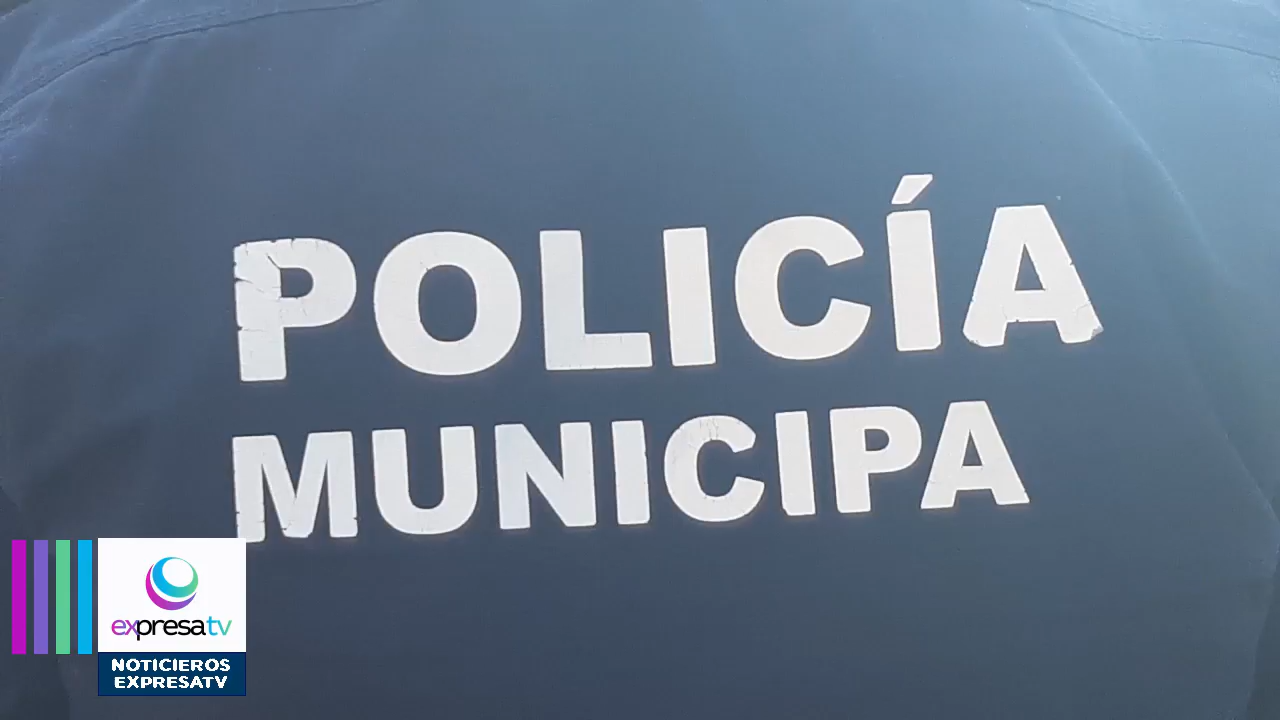 POLICÍA
MUNICIPA
expresatv
NOTICIEROS
EXPRESATV